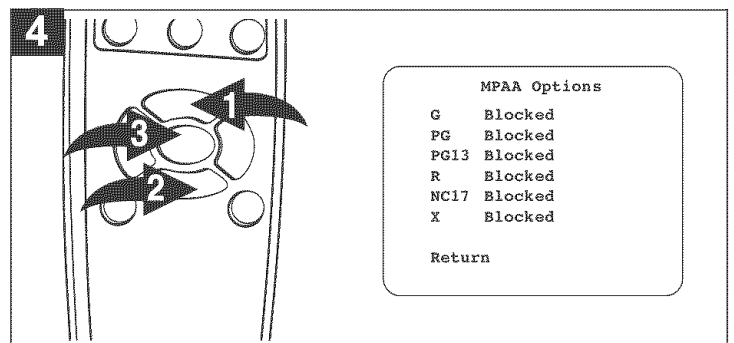 4
1
3
2
MPAA Options
G Blocked
PG Blocked
PG13 Blocked
R Blocked
NC17 Blocked
X Blocked
Return